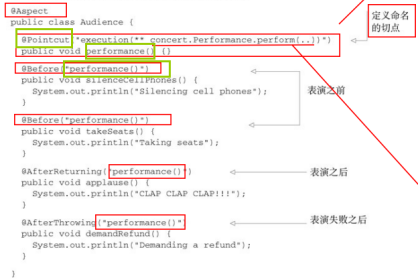 @Aspect
public class Audience {
定义命名的切点
@Pointcut("execution(** concert.Performance.perform(..))")
public void performance() {}
@Before("performance()")
public void silenceCellPhones() {
System.out.println("Silencing cell phones");
}
表演之前
@Before("performance()")
public void takeSeats() {
System.out.println("Taking seats");
}
@AfterReturning("performance()")
表演之后
public void applause() {
System.out.println("CLAP CLAP CLAP!!!");
}
@AfterThrowing("performance()")
表演失败之后
public void demandRefund() {
System.out.println("Demanding a refund");
}
}